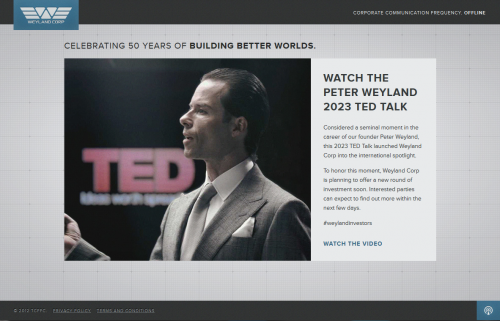 WEYLAND CORP
CORPORATE COMMUNICATION FREQUENCY: OFFLINE
CELEBRATING 50 YEARS OF BUILDING BETTER WORLDS.
TED
Ideas worth sprea
WATCH THE
PETER WEYLAND
2023 TED TALK
Considered a seminal moment in the
career of our founder Peter Weyland,
this 2023 TED Talk launched Weyland
Corp into the international spotlight.
To honor this moment, Weyland Corp
is planning to offer a new round of
investment soon. Interested parties
can expect to find out more within the
next few days.
#weylandinvestors
WATCH THE VIDEO
PRIVACY POLICY
TERMS AND CONDITIONS